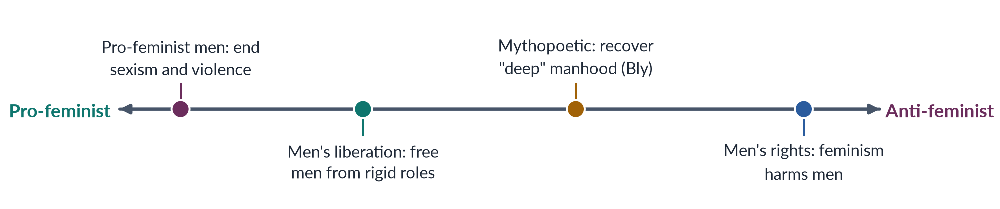 Pro-feminist men: end
sexism and violence
Mythopoetic: recover
"deep" manhood (Bly)
Pro-feminist
Anti-feminist
Men's liberation: free
men from rigid roles
Men's rights: feminism
harms men